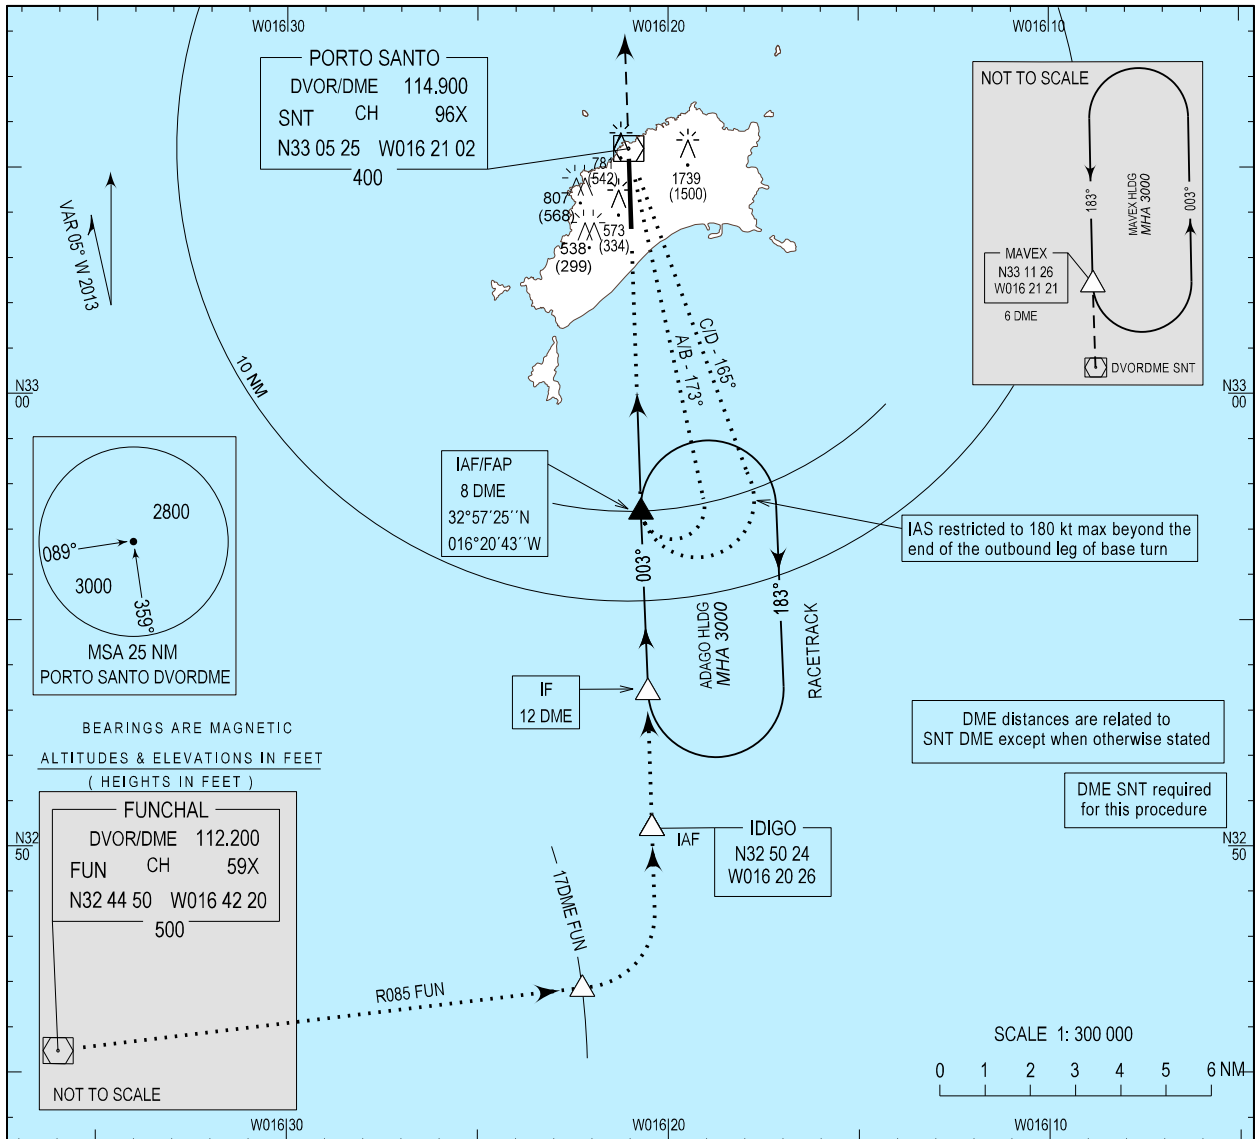 W016 30
W016 20
W016 10
PORTO SANTO
DVOR/DME 114.900
SNT CH 96X
N33 05 25 W016 21 02
400
NOT TO SCALE
183°
MAVEX HLDG
MHA 3000
003°
MAVEX
N33 11 26
W016 21 21
6 DME
DVORDME SNT
VAR 05° W 2013
781
(542)
807
(568)
573
(334)
538
(299)
1739
(1500)
10 NM
C/D - 165°
A/B - 173°
N33
00
N33
00
IAF/FAP
8 DME
32°57´25´´N
016°20´43´´W
IAS restricted to 180 kt max beyond the
end of the outbound leg of base turn
2800
089°
3000
359°
MSA 25 NM
PORTO SANTO DVORDME
003°
183°
ADAGO HLDG
MHA 3000
RACETRACK
IF
12 DME
BEARINGS ARE MAGNETIC
ALTITUDES & ELEVATIONS IN FEET
( HEIGHTS IN FEET )
DME distances are related to
SNT DME except when otherwise stated
DME SNT required
for this procedure
FUNCHAL
DVOR/DME 112.200
FUN CH 59X
N32 44 50 W016 42 20
500
N32
50
N32
50
IAF
IDIGO
N32 50 24
W016 20 26
17DME FUN
R085 FUN
NOT TO SCALE
SCALE 1: 300 000
0 1 2 3 4 5 6 NM
W016 30
W016 20
W016 10